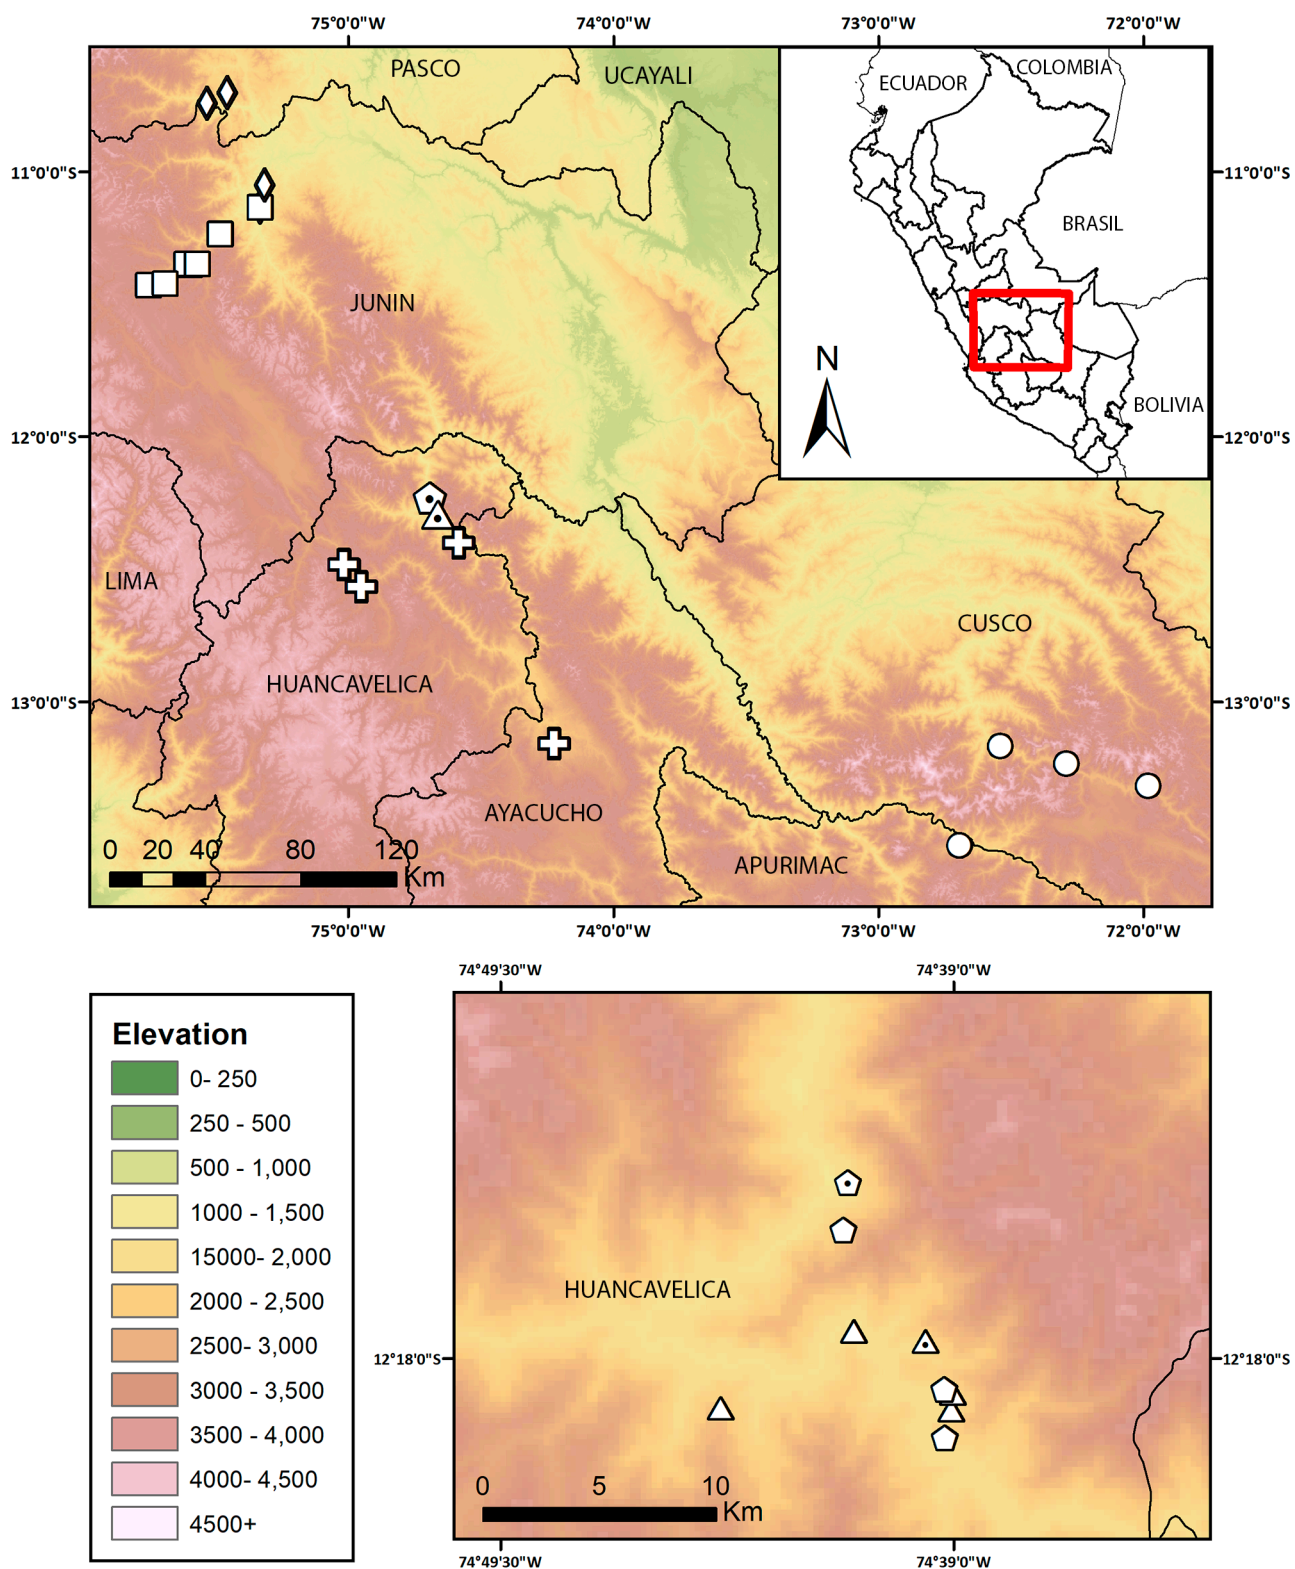 75°0'0"W 74°0'0"W 73°0'0"W 72°0'0"W
PASCO
UCAYALI
ECUADOR
COLOMBIA
11°0'0"S
11°0'0"S
BRASIL
JUNIN
N
BOLIVIA
12°0'0"S
12°0'0"S
LIMA
CUSCO
HUANCAVELICA
13°0'0"S
13°0'0"S
AYACUCHO
APURIMAC
0 20 40 80 120
Km
75°0'0"W 74°0'0"W 73°0'0"W 72°0'0"W
74°49'30"W 74°39'0"W
Elevation
0- 250
250 - 500
500 - 1,000
1000 - 1,500
15000- 2,000
2000 - 2,500
2500- 3,000
3000 - 3,500
3500 - 4,000
4000- 4,500
4500+
HUANCAVELICA
12°18'0"S
12°18'0"S
0 5 10
Km
74°49'30"W 74°39'0"W